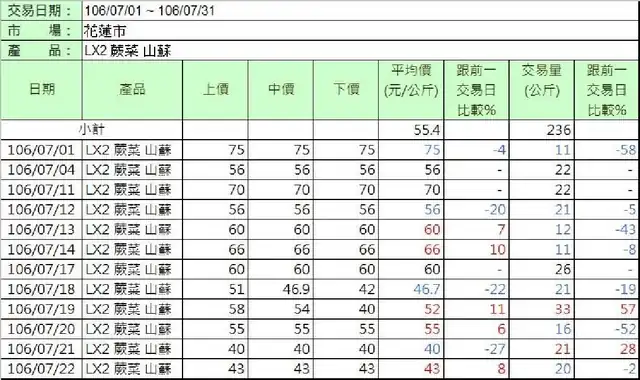 交易日期： 106/07/01 ~ 106/07/31
市 場： 花蓮市
產 品： LX2 蕨菜 山蘇
日期 產品 上價 中價 下價 平均價 (元/公斤) 跟前一交易日比較% 交易量 (公斤) 跟前一交易日比較%
小計 55.4 236
106/07/01 LX2 蕨菜 山蘇 75 75 75 75 -4 11 -58
106/07/04 LX2 蕨菜 山蘇 56 56 56 56 - 22 -
106/07/11 LX2 蕨菜 山蘇 70 70 70 70 - 22 -
106/07/12 LX2 蕨菜 山蘇 56 56 56 56 -20 21 -5
106/07/13 LX2 蕨菜 山蘇 60 60 60 60 7 12 -43
106/07/14 LX2 蕨菜 山蘇 66 66 66 66 10 11 -8
106/07/17 LX2 蕨菜 山蘇 60 60 60 60 - 26 -
106/07/18 LX2 蕨菜 山蘇 51 46.9 42 46.7 -22 21 -19
106/07/19 LX2 蕨菜 山蘇 58 54 40 52 11 33 57
106/07/20 LX2 蕨菜 山蘇 55 55 55 55 6 16 -52
106/07/21 LX2 蕨菜 山蘇 40 40 40 40 -27 21 28
106/07/22 LX2 蕨菜 山蘇 43 43 43 43 8 20 -2